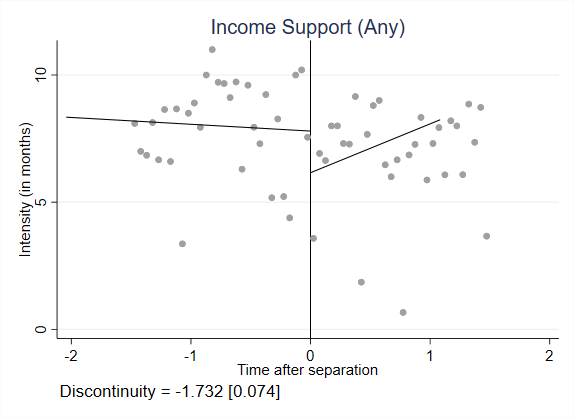 Income Support (Any)
Intensity (in months)
10
5
0
-2 -1 0 1 2
Time after separation
Discontinuity = -1.732 [0.074]